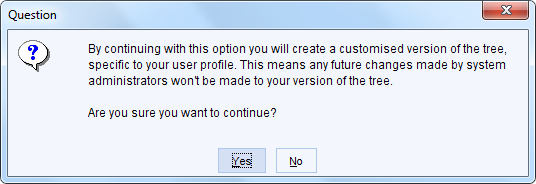 Question
By continuing with this option you will create a customised version of the tree,
specific to your user profile. This means any future changes made by system
administrators won't be made to your version of the tree.
Are you sure you want to continue?
Yes No